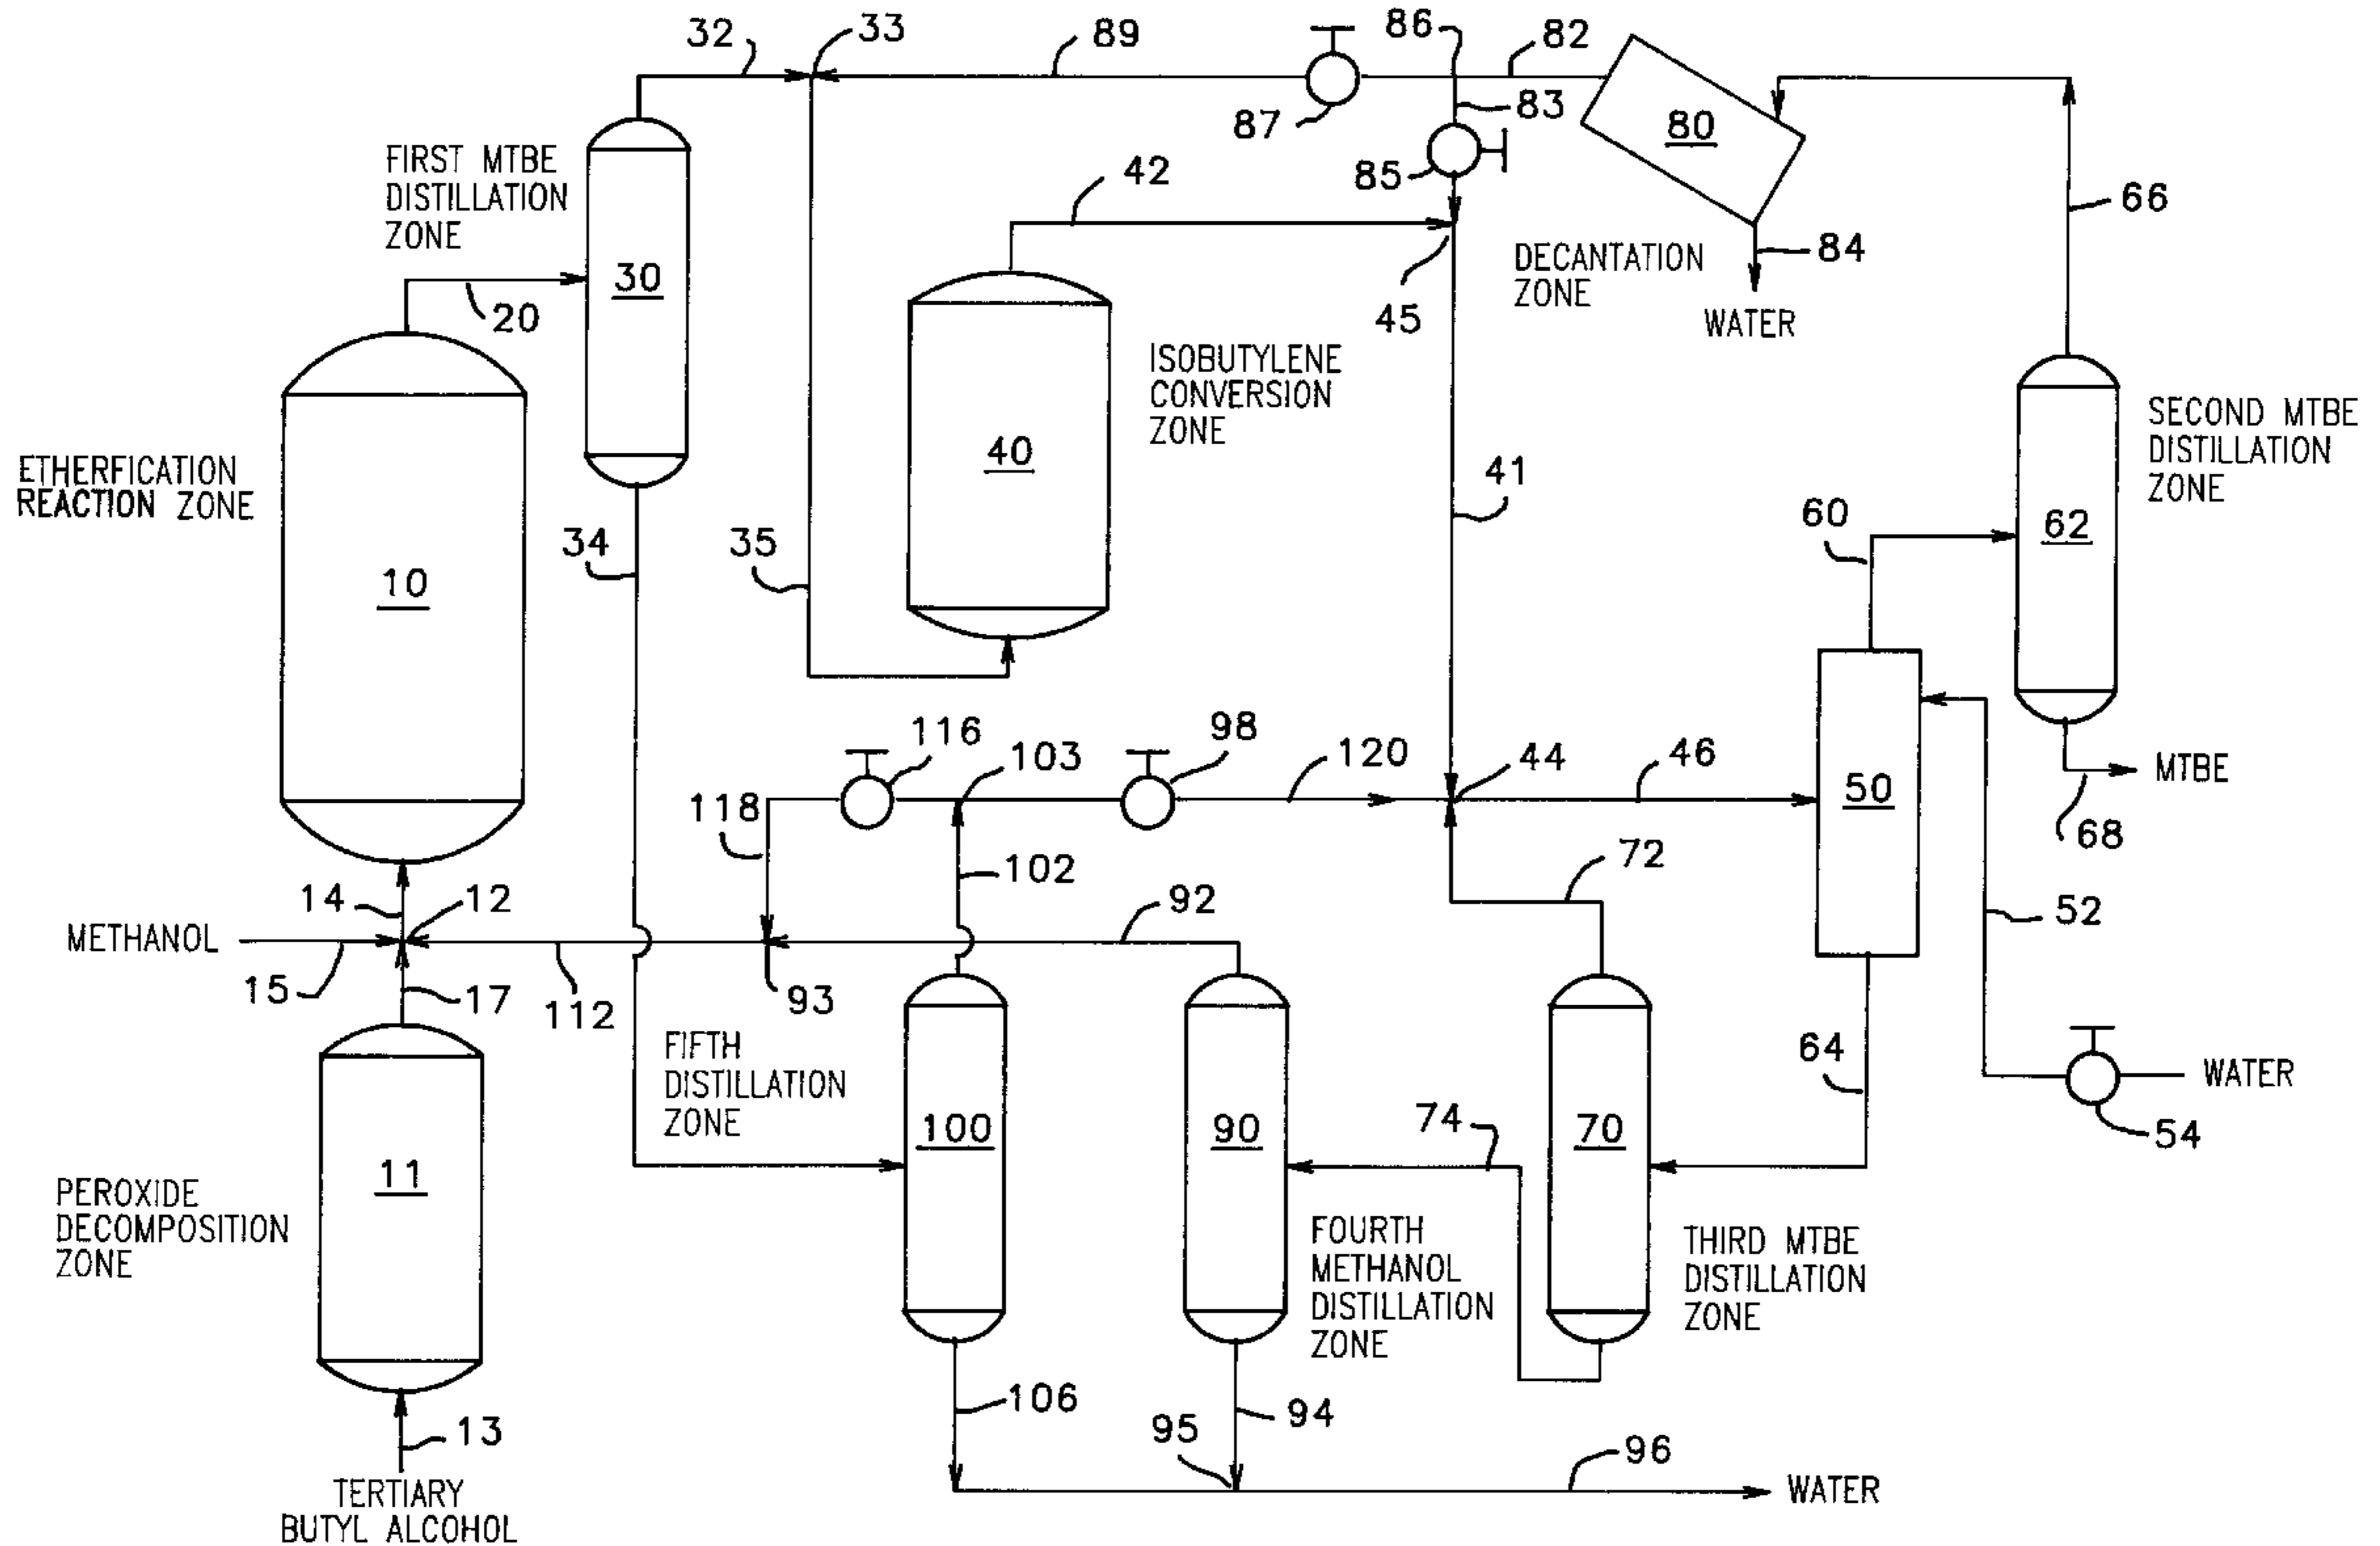 32
33
89
86
82
87
83
80
85
FIRST MTBE
DISTILLATION
ZONE
42
66
30
20
45
DECANTATION
ZONE
84
WATER
ISOBUTYLENE
CONVERSION
ZONE
40
SECOND MTBE
DISTILLATION
ZONE
ETHERFICATION
REACTION ZONE
41
34
35
60
62
10
116
103
98
120
44
46
50
MTBE
118
68
102
72
14
12
92
52
METHANOL
15
17
112
93
FIFTH
DISTILLATION
ZONE
64
WATER
100
90
74
70
54
11
PEROXIDE
DECOMPOSITION
ZONE
FOURTH
METHANOL
DISTILLATION
ZONE
THIRD MTBE
DISTILLATION
ZONE
106
94
13
95
96
TERTIARY
BUTYL ALCOHOL
WATER